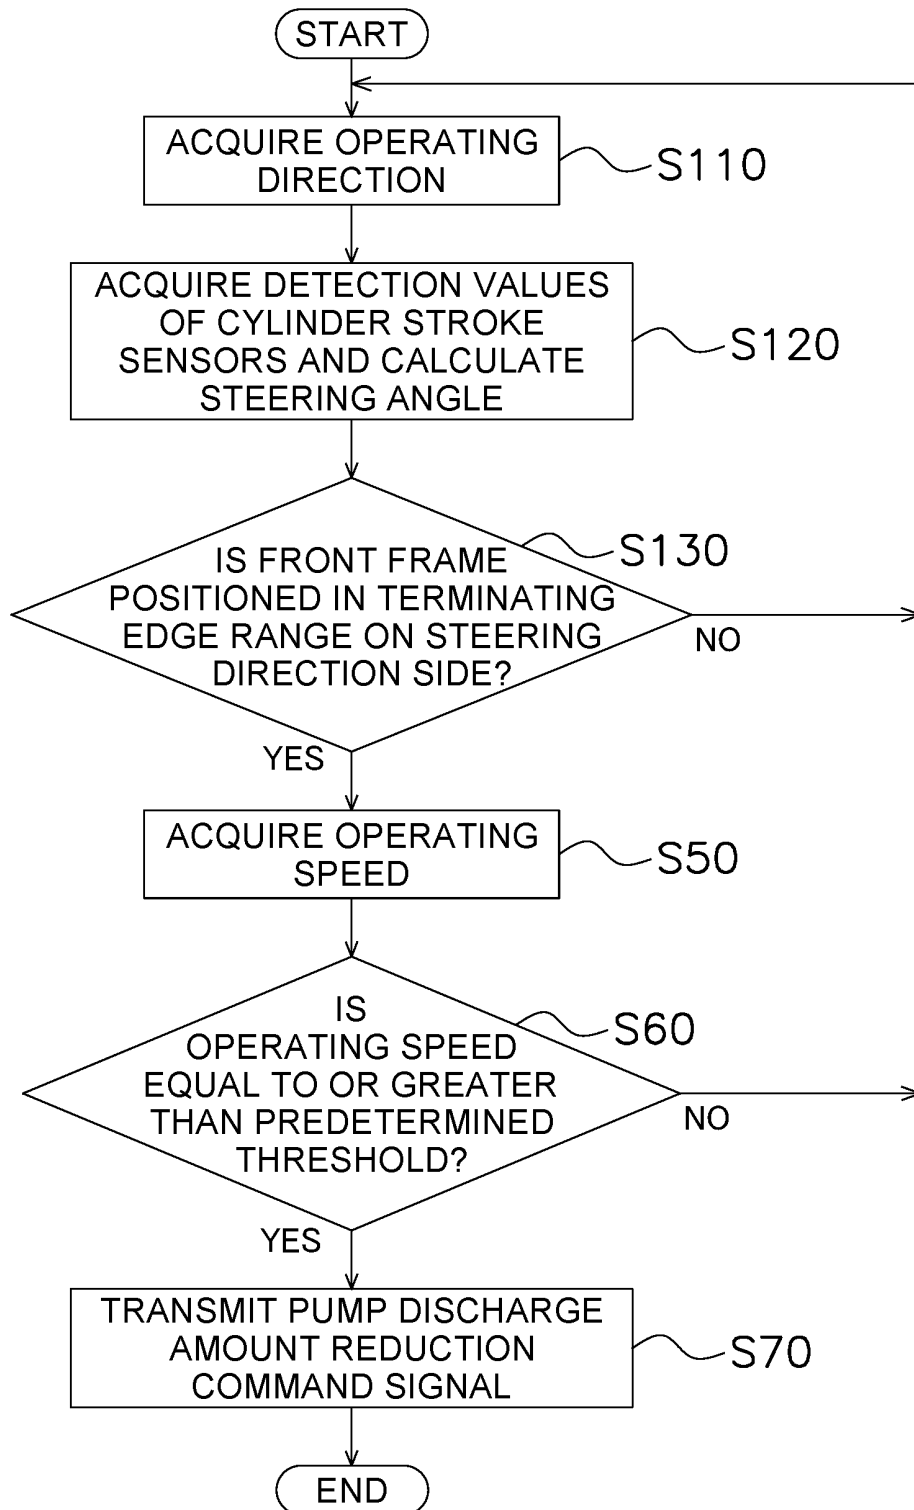 START
ACQUIRE OPERATING
DIRECTION
S110
ACQUIRE DETECTION VALUES
OF CYLINDER STROKE
SENSORS AND CALCULATE
STEERING ANGLE
S120
IS FRONT FRAME
POSITIONED IN TERMINATING
EDGE RANGE ON STEERING
DIRECTION SIDE?
S130
NO
YES
ACQUIRE OPERATING
SPEED
S50
IS
OPERATING SPEED
EQUAL TO OR GREATER
THAN PREDETERMINED
THRESHOLD?
S60
NO
YES
TRANSMIT PUMP DISCHARGE
AMOUNT REDUCTION
COMMAND SIGNAL
S70
END